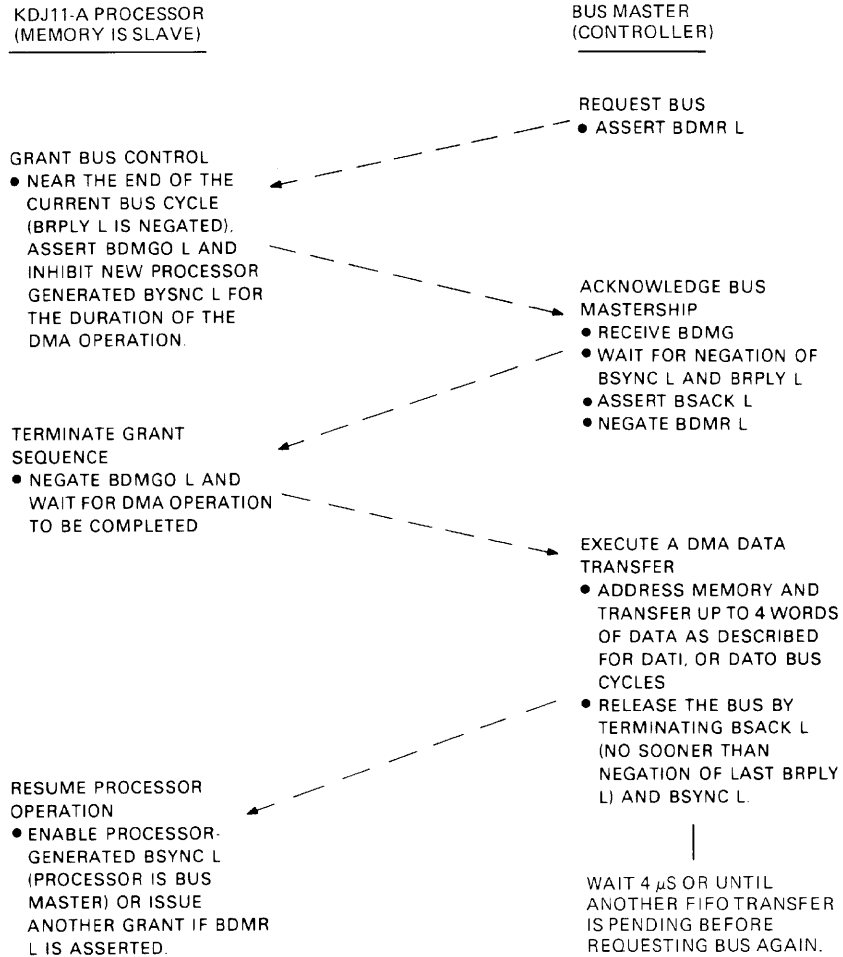 KDJ11-A PROCESSOR
(MEMORY IS SLAVE)
BUS MASTER
(CONTROLLER)
REQUEST BUS
● ASSERT BDMR L
GRANT BUS CONTROL
● NEAR THE END OF THE
CURRENT BUS CYCLE
(BRPLY L IS NEGATED),
ASSERT BDMGO L AND
INHIBIT NEW PROCESSOR
GENERATED BYSNC L FOR
THE DURATION OF THE
DMA OPERATION.
ACKNOWLEDGE BUS
MASTERSHIP
● RECEIVE BDMG
● WAIT FOR NEGATION OF
BSYNC L AND BRPLY L
● ASSERT BSACK L
● NEGATE BDMR L
TERMINATE GRANT
SEQUENCE
● NEGATE BDMGO L AND
WAIT FOR DMA OPERATION
TO BE COMPLETED
EXECUTE A DMA DATA
TRANSFER
● ADDRESS MEMORY AND
TRANSFER UP TO 4 WORDS
OF DATA AS DESCRIBED
FOR DATI, OR DATO BUS
CYCLES
● RELEASE THE BUS BY
TERMINATING BSACK L
(NO SOONER THAN
NEGATION OF LAST BRPLY
L) AND BSYNC L.
RESUME PROCESSOR
OPERATION
● ENABLE PROCESSOR-
GENERATED BSYNC L
(PROCESSOR IS BUS
MASTER) OR ISSUE
ANOTHER GRANT IF BDMR
L IS ASSERTED.
WAIT 4 µS OR UNTIL
ANOTHER FIFO TRANSFER
IS PENDING BEFORE
REQUESTING BUS AGAIN.